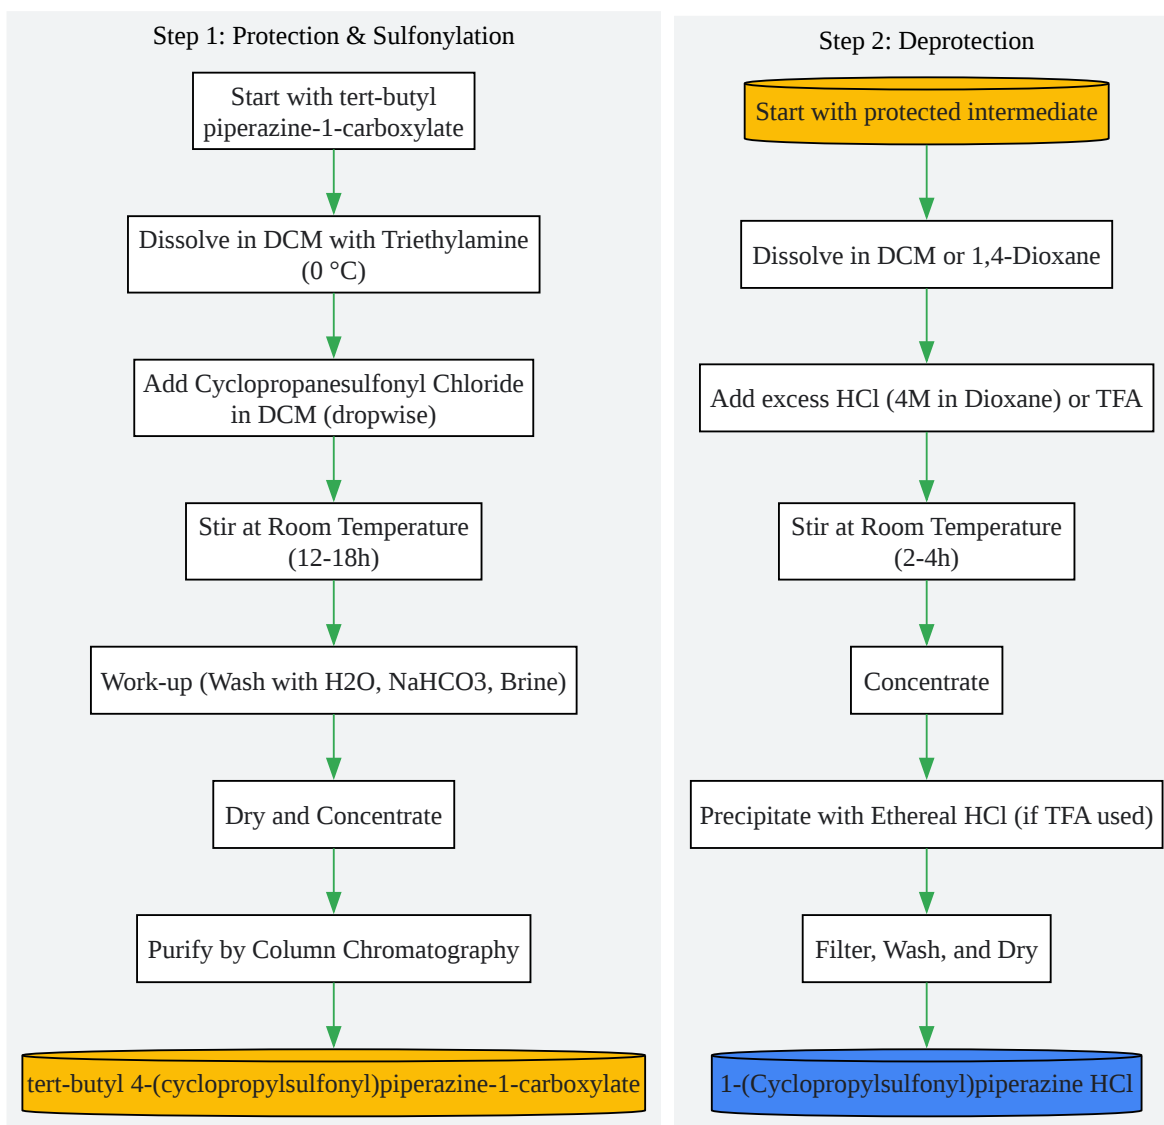 Step 1: Protection & Sulfonylation
Start with tert-butyl
piperazine-1-carboxylate
Dissolve in DCM with Triethylamine
(0 °C)
Add Cyclopropanesulfonyl Chloride
in DCM (dropwise)
Stir at Room Temperature
(12-18h)
Work-up (Wash with H2O, NaHCO3, Brine)
Dry and Concentrate
Purify by Column Chromatography
tert-butyl 4-(cyclopropylsulfonyl)piperazine-1-carboxylate
Step 2: Deprotection
Start with protected intermediate
Dissolve in DCM or 1,4-Dioxane
Add excess HCl (4M in Dioxane) or TFA
Stir at Room Temperature
(2-4h)
Concentrate
Precipitate with Ethereal HCl (if TFA used)
Filter, Wash, and Dry
1-(Cyclopropylsulfonyl)piperazine HCl